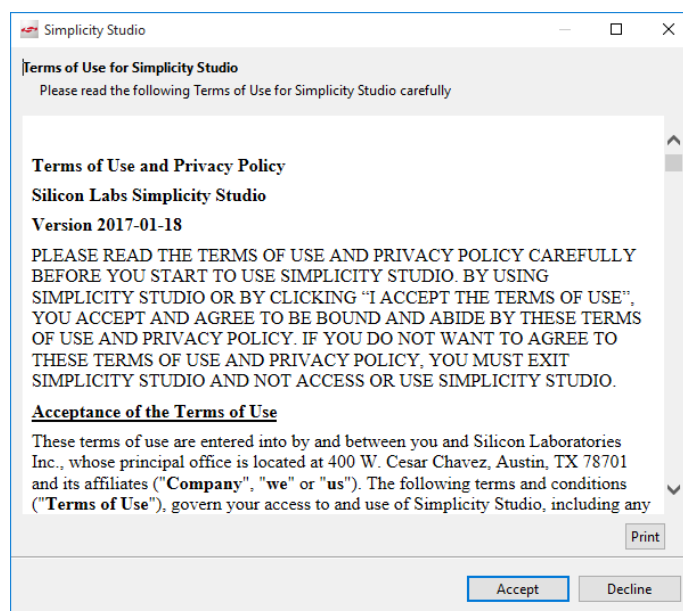 Simplicity Studio
Terms of Use for Simplicity Studio
Please read the following Terms of Use for Simplicity Studio carefully
Terms of Use and Privacy Policy
Silicon Labs Simplicity Studio
Version 2017-01-18
PLEASE READ THE TERMS OF USE AND PRIVACY POLICY CAREFULLY
BEFORE YOU START TO USE SIMPLICITY STUDIO. BY USING
SIMPLICITY STUDIO OR BY CLICKING “I ACCEPT THE TERMS OF USE”,
YOU ACCEPT AND AGREE TO BE BOUND AND ABIDE BY THESE TERMS
OF USE AND PRIVACY POLICY. IF YOU DO NOT WANT TO AGREE TO
THESE TERMS OF USE AND PRIVACY POLICY, YOU MUST EXIT
SIMPLICITY STUDIO AND NOT ACCESS OR USE SIMPLICITY STUDIO.
Acceptance of the Terms of Use
These terms of use are entered into by and between you and Silicon Laboratories
Inc., whose principal office is located at 400 W. Cesar Chavez, Austin, TX 78701
and its affiliates ("Company", "we" or "us"). The following terms and conditions
("Terms of Use"), govern your access to and use of Simplicity Studio, including any
Print
Accept
Decline